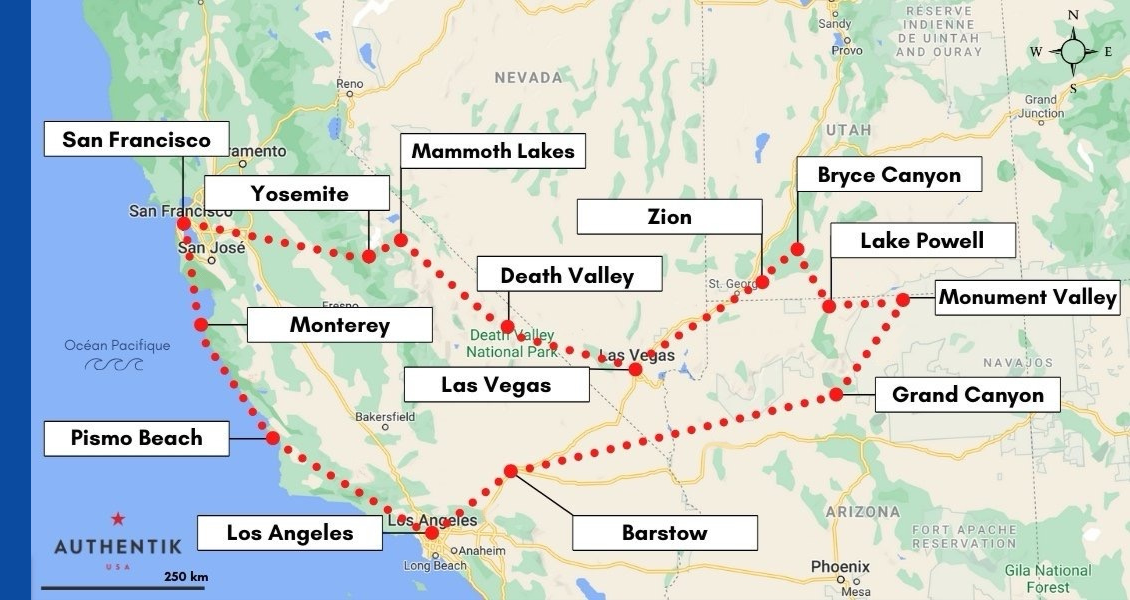 RÉSERVE
INDIENNE
DE UINTAH
AND OURAY
Sandy
Provo
N
W
E
S
NEVADA
Reno
Grand
Junction
UTAH
San Francisco
ramento
Mammoth Lakes
Bryce Canyon
Yosemite
San Francisco
Zion
Lake Powell
San José
Death Valley
St. Georg
Monument Valley
Fresno
Monterey
Death Valley
National Park
Océan Pacifique
Las Vegas
NAVAJOS
Las Vegas
Grand Canyon
Bakersfield
Pismo Beach
Los Angeles
Los Angeles
Barstow
ARIZONA
FORT APACHE
RESERVATION
AUTHENTIK
USA
Anaheim
Long Beach
250 km
Phoenix
Mesa
Gila National
Forest